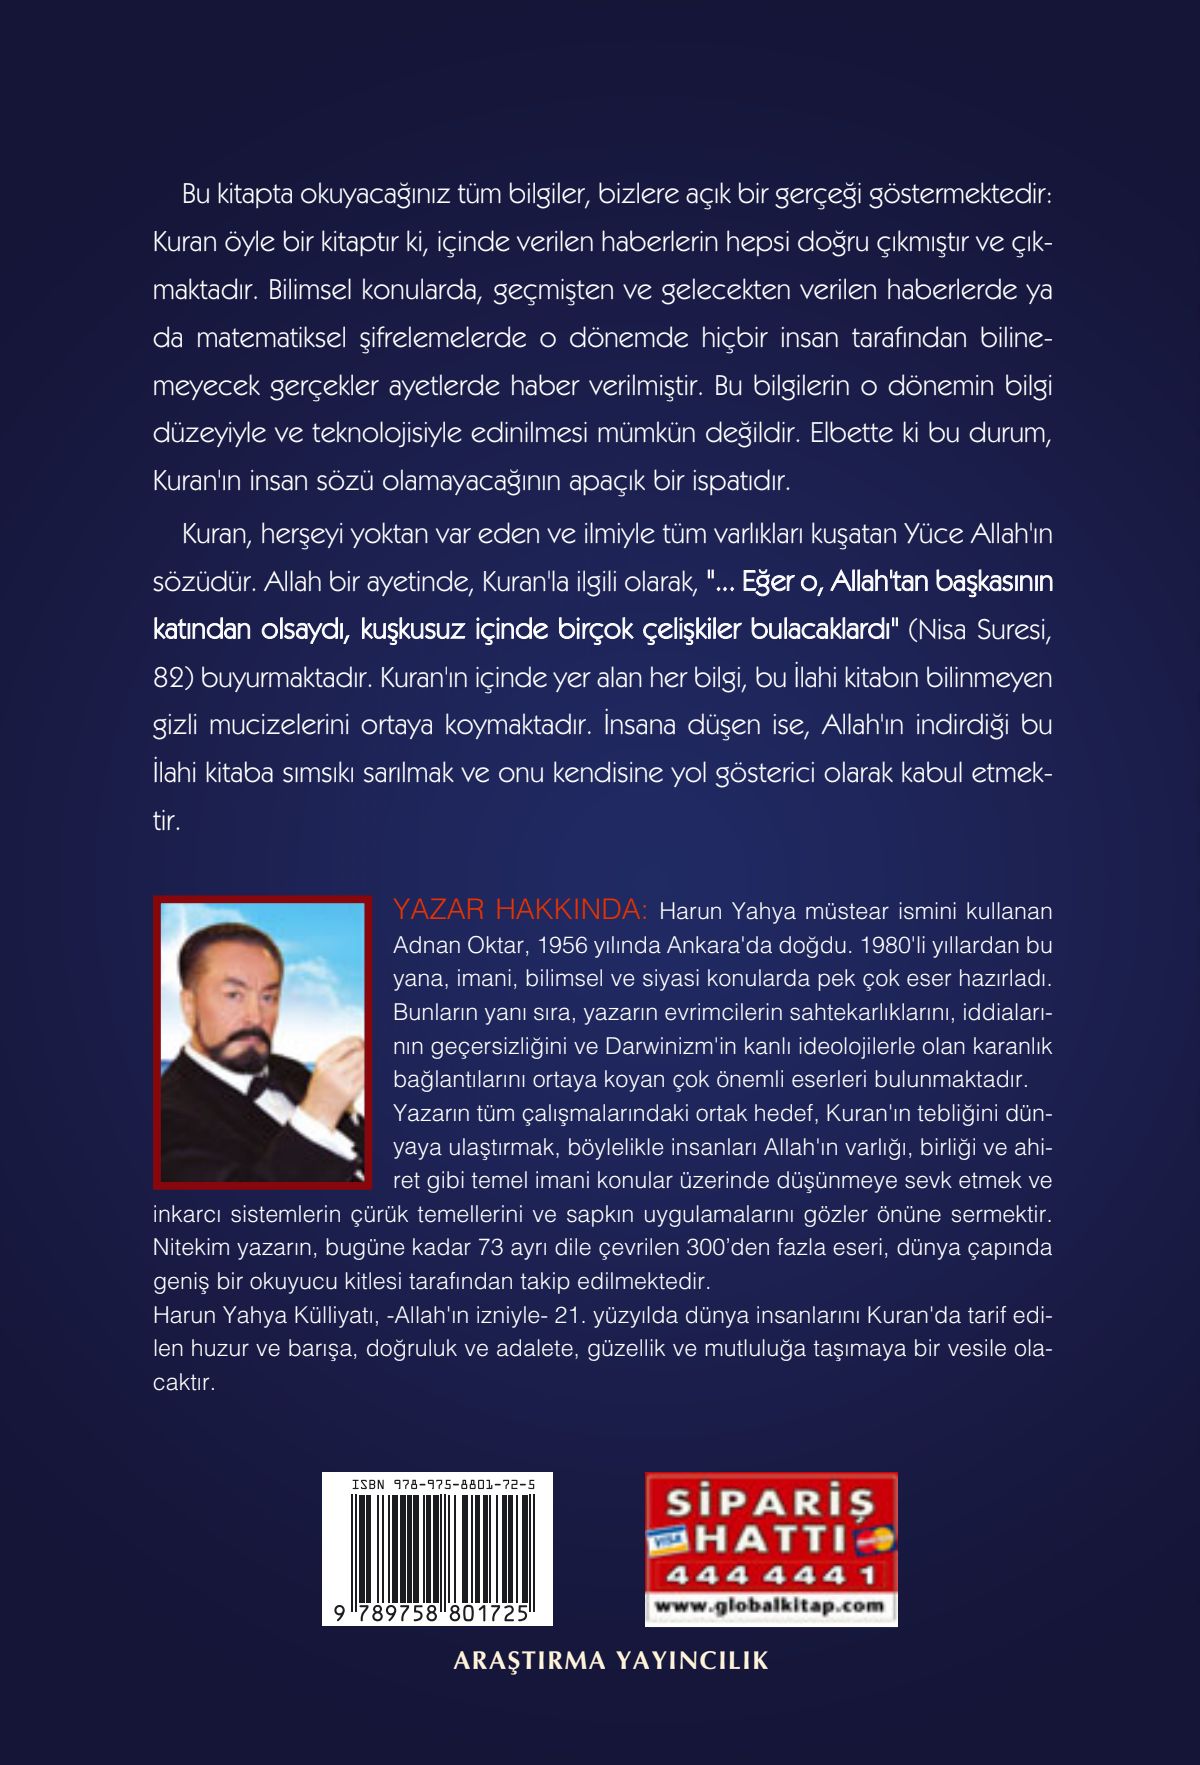 Bu kitapta okuyacağınız tüm bilgiler, bizlere açık bir gerçeği göstermektedir:
Kuran öyle bir kitaptır ki, içinde verilen haberlerin hepsi doğru çıkmıştır ve çık-
maktadır. Bilimsel konularda, geçmişten ve gelecekten verilen haberlerde ya
da matematiksel şifrelemelerde o dönemde hiçbir insan tarafından biline-
meyecek gerçekler ayetlerde haber verilmiştir. Bu bilgilerin o dönemin bilgi
düzeyiyle ve teknolojisiyle edinilmesi mümkün değildir. Elbette ki bu durum,
Kuran'ın insan sözü olamayacağının apaçık bir ispatıdır.
Kuran, herşeyi yoktan var eden ve ilmiyle tüm varlıkları kuşatan Yüce Allah'ın
sözüdür. Allah bir ayetinde, Kuran'la ilgili olarak, "... Eğer o, Allah'tan başkasının
katından olsaydı, kuşkusuz içinde birçok çelişkiler bulacaklardı" (Nisa Suresi,
82) buyurmaktadır. Kuran'ın içinde yer alan her bilgi, bu İlahi kitabın bilinmeyen
gizli mucizelerini ortaya koymaktadır. İnsana düşen ise, Allah'ın indirdiği bu
İlahi kitaba sımsıkı sarılmak ve onu kendisine yol gösterici olarak kabul etmek-
tir.
YAZAR HAKKINDA: Harun Yahya müstear ismini kullanan
Adnan Oktar, 1956 yılında Ankara'da doğdu. 1980'li yıllardan bu
yana, imani, bilimsel ve siyasi konularda pek çok eser hazırladı.
Bunların yanı sıra, yazarın evrimcilerin sahtekarlıklarını, iddiaları-
nın geçersizliğini ve Darwinizm'in kanlı ideolojilerle olan karanlık
bağlantılarını ortaya koyan çok önemli eserleri bulunmaktadır.
Yazarın tüm çalışmalarındaki ortak hedef, Kuran'ın tebliğini dün-
yaya ulaştırmak, böylelikle insanları Allah'ın varlığı, birliği ve ahi-
ret gibi temel imani konular üzerinde düşünmeye sevk etmek ve
inkarcı sistemlerin çürük temellerini ve sapkın uygulamalarını gözler önüne sermektir.
Nitekim yazarın, bugüne kadar 73 ayrı dile çevrilen 300’den fazla eseri, dünya çapında
geniş bir okuyucu kitlesi tarafından takip edilmektedir.
Harun Yahya Külliyatı, -Allah'ın izniyle- 21. yüzyılda dünya insanlarını Kuran'da tarif edi-
len huzur ve barışa, doğruluk ve adalete, güzellik ve mutluluğa taşımaya bir vesile ola-
caktır.
ISBN 978-975-8801-72-5
9 789758 801725
SİPARİŞ
VISA HATTI MasterCard
444 4441
www.globalkitap.com
ARAŞTIRMA YAYINCILIK